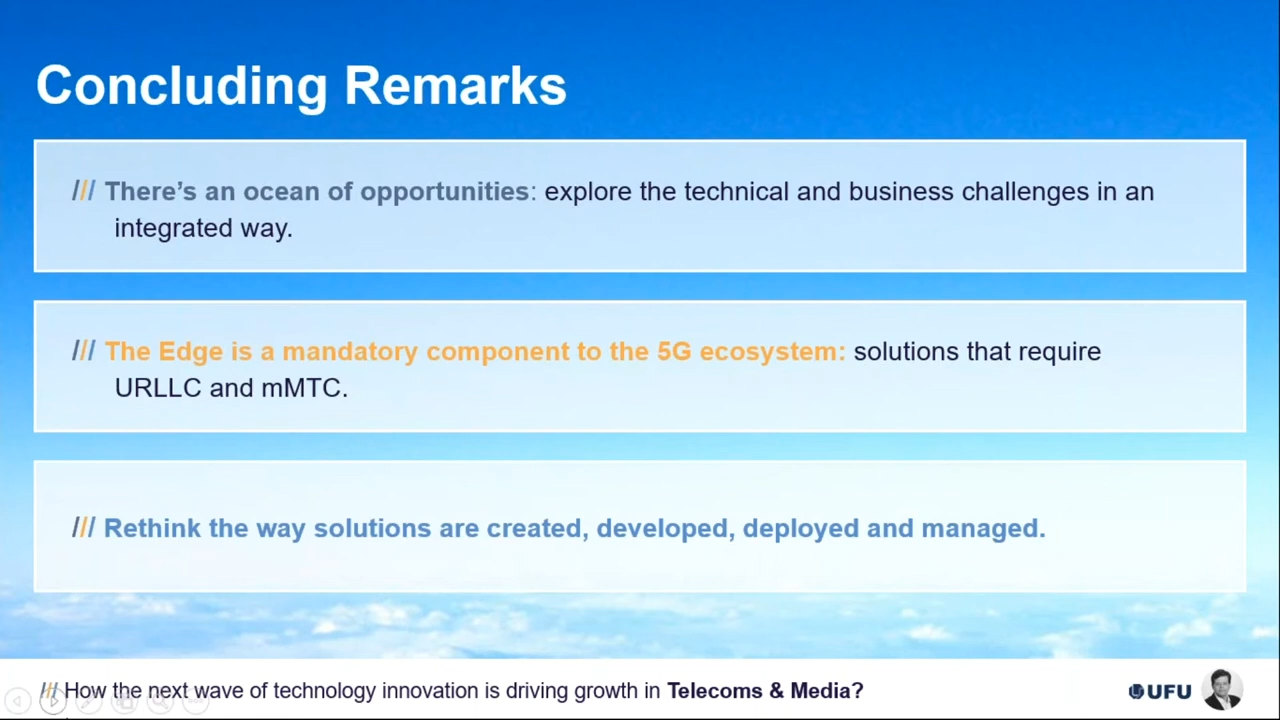 Concluding Remarks
/// There’s an ocean of opportunities: explore the technical and business challenges in an
integrated way.
/// The Edge is a mandatory component to the 5G ecosystem: solutions that require
URLLC and mMTC.
/// Rethink the way solutions are created, developed, deployed and managed.
/// How the next wave of technology innovation is driving growth in Telecoms & Media?
UFU